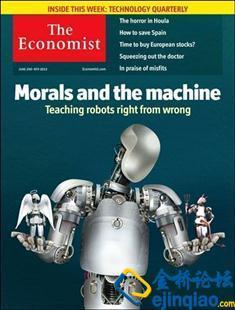 INSIDE THIS WEEK: TECHNOLOGY QUARTERLY
The
Economist
JUNE 2ND–8TH 2012
Economist.com
The horror in Houla
How to save Spain
Time to buy European stocks?
Squeezing out the doctor
In praise of misfits
Morals and the machine
Teaching robots right from wrong
金桥论坛
ejinqiao.com